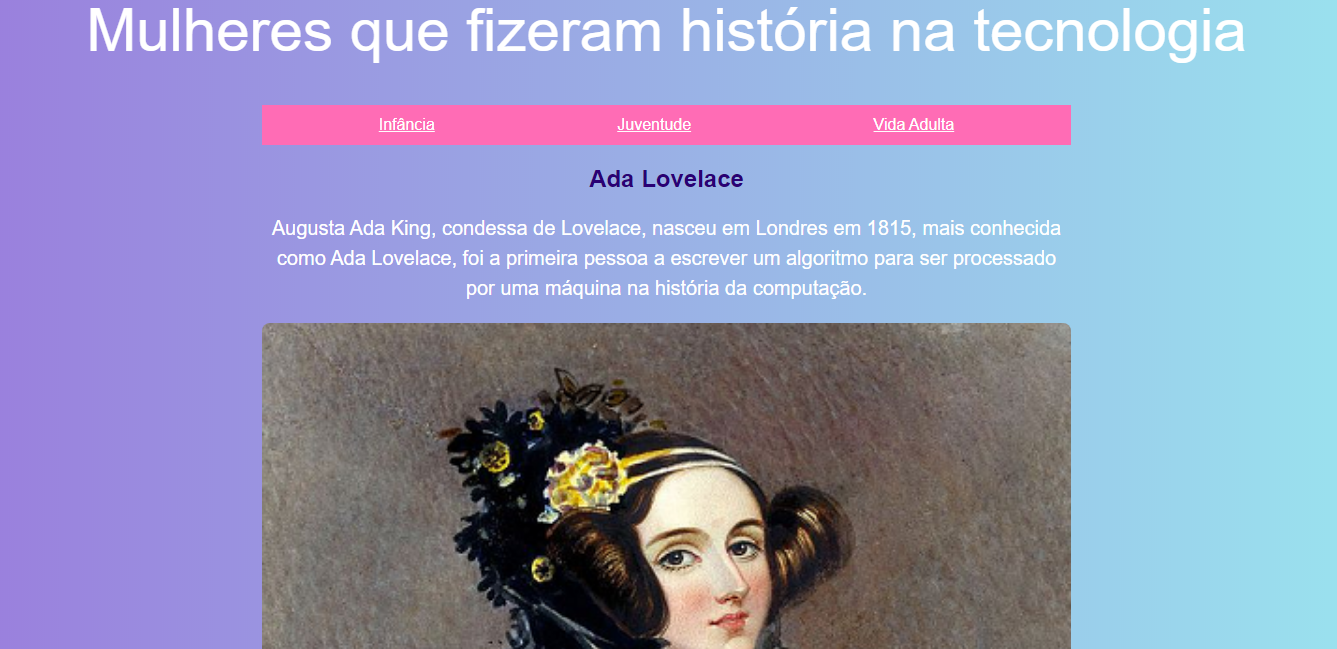 Mulheres que fizeram história na tecnologia
Infância Juventude Vida Adulta
Ada Lovelace
Augusta Ada King, condessa de Lovelace, nasceu em Londres em 1815, mais conhecida
como Ada Lovelace, foi a primeira pessoa a escrever um algoritmo para ser processado
por uma máquina na história da computação.